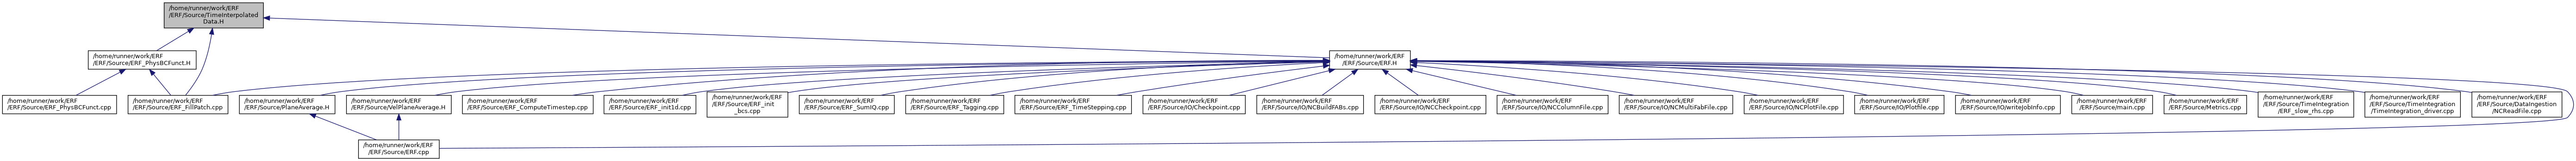 /home/runner/work/ERF
/ERF/Source/TimeInterpolated
Data.H
/home/runner/work/ERF
/ERF/Source/ERF_PhysBCFunct.H
/home/runner/work/ERF
/ERF/Source/ERF.H
/home/runner/work/ERF
/ERF/Source/ERF_PhysBCFunct.cpp
/home/runner/work/ERF
/ERF/Source/ERF_FillPatch.cpp
/home/runner/work/ERF
/ERF/Source/PlaneAverage.H
/home/runner/work/ERF
/ERF/Source/VelPlaneAverage.H
/home/runner/work/ERF
/ERF/Source/ERF_ComputeTimestep.cpp
/home/runner/work/ERF
/ERF/Source/ERF_init1d.cpp
/home/runner/work/ERF
/ERF/Source/ERF_init
_bcs.cpp
/home/runner/work/ERF
/ERF/Source/ERF_SumIQ.cpp
/home/runner/work/ERF
/ERF/Source/ERF_Tagging.cpp
/home/runner/work/ERF
/ERF/Source/ERF_TimeStepping.cpp
/home/runner/work/ERF
/ERF/Source/IO/Checkpoint.cpp
/home/runner/work/ERF
/ERF/Source/IO/NCBuildFABs.cpp
/home/runner/work/ERF
/ERF/Source/IO/NCCheckpoint.cpp
/home/runner/work/ERF
/ERF/Source/IO/NCColumnFile.cpp
/home/runner/work/ERF
/ERF/Source/IO/NCMultiFabFile.cpp
/home/runner/work/ERF
/ERF/Source/IO/NCPlotFile.cpp
/home/runner/work/ERF
/ERF/Source/IO/Plotfile.cpp
/home/runner/work/ERF
/ERF/Source/IO/writeJobInfo.cpp
/home/runner/work/ERF
/ERF/Source/main.cpp
/home/runner/work/ERF
/ERF/Source/Metrics.cpp
/home/runner/work/ERF
/ERF/Source/TimeIntegration
/ERF_slow_rhs.cpp
/home/runner/work/ERF
/ERF/Source/TimeIntegration
/TimeIntegration_driver.cpp
/home/runner/work/ERF
/ERF/Source/DataIngestion
/NCReadFile.cpp
/home/runner/work/ERF
/ERF/Source/ERF.cpp